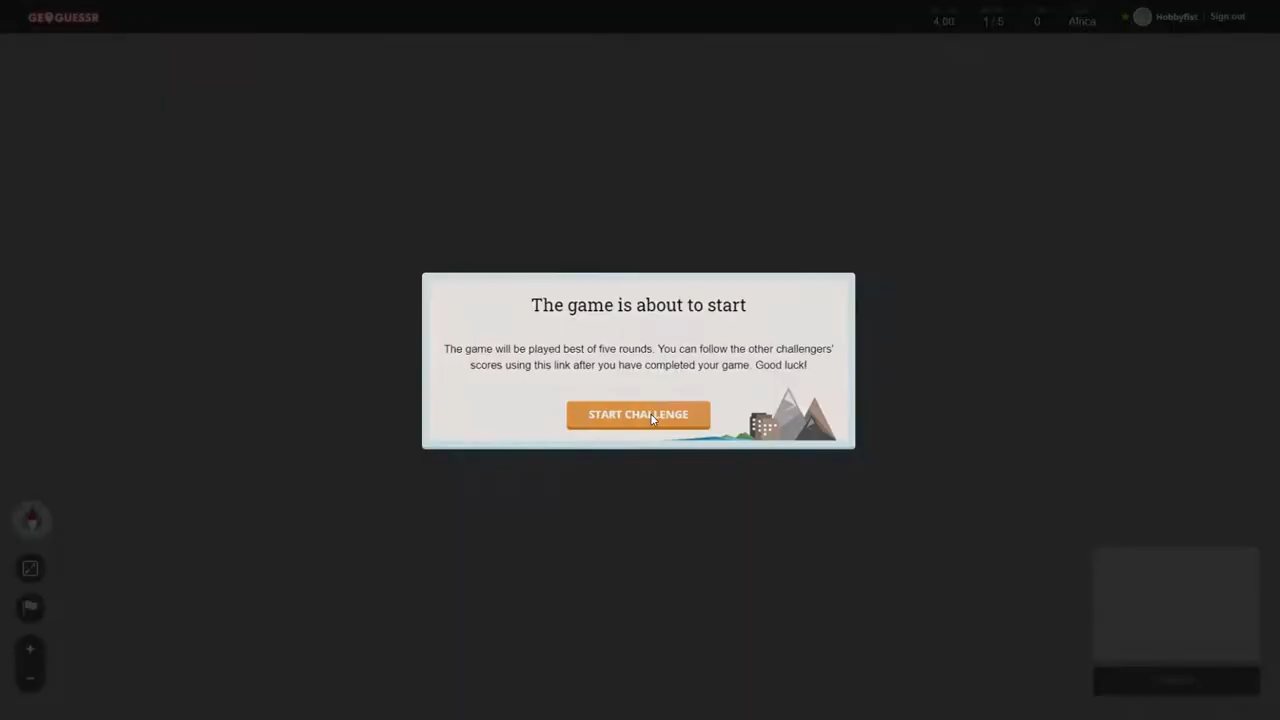 GEOGUESSR
4.00 1 / 5 0 Africa Hobbyfist Sign out
The game is about to start
The game will be played best of five rounds. You can follow the other challengers'
scores using this link after you have completed your game. Good luck!
START CHALLENGE
+
-